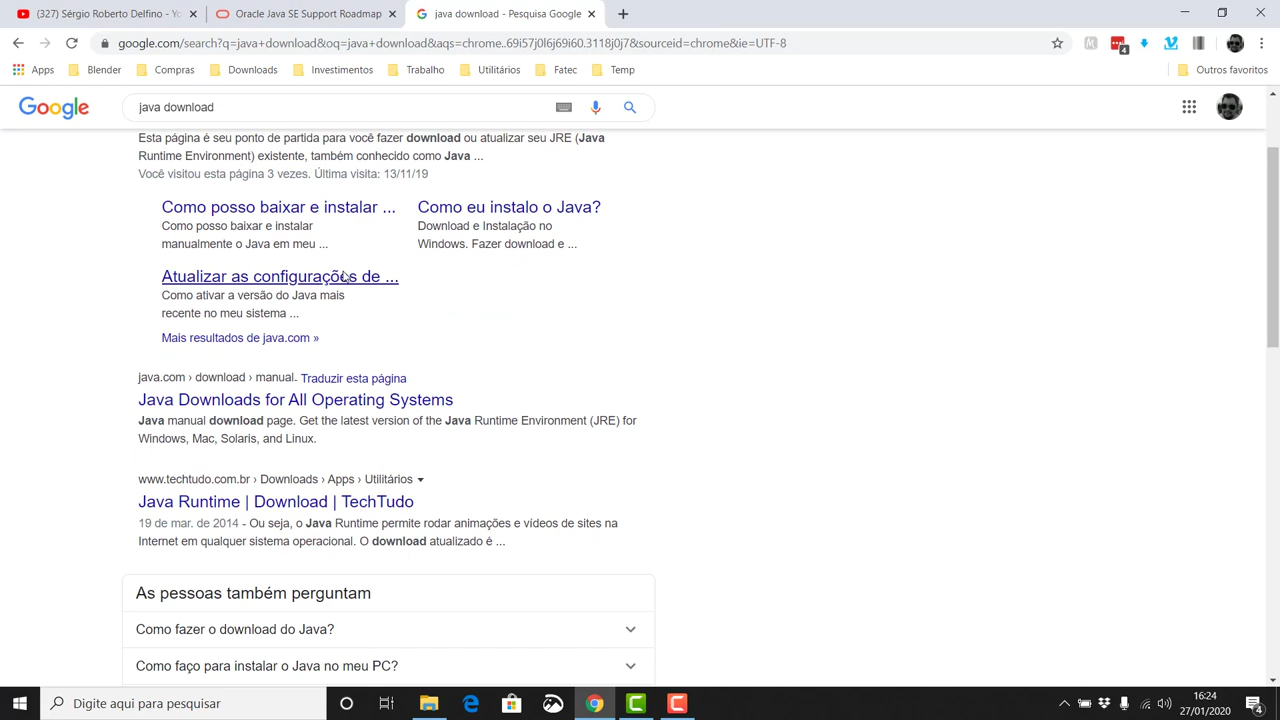 (327) Sérgio Roberto Delfino - Yo
Oracle Java SE Support Roadmap
java download - Pesquisa Google
google.com/search?q=java+download&oq=java+download&aqs=chrome..69i57j0l6j69i60.3118j0j7&sourceid=chrome&ie=UTF-8
4
Apps
Blender
Compras
Downloads
Investimentos
Trabalho
Utilitários
Fatec
Temp
Outros favoritos
Google
java download
Esta página é seu ponto de partida para você fazer download ou atualizar seu JRE (Java
Runtime Environment) existente, também conhecido como Java ...
Você visitou esta página 3 vezes. Última visita: 13/11/19
Como posso baixar e instalar ...
Como posso baixar e instalar
manualmente o Java em meu ...
Como eu instalo o Java?
Download e Instalação no
Windows. Fazer download e ...
Atualizar as configurações de ...
Como ativar a versão do Java mais
recente no meu sistema ...
Mais resultados de java.com »
java.com › download › manual
Traduzir esta página
Java Downloads for All Operating Systems
Java manual download page. Get the latest version of the Java Runtime Environment (JRE) for
Windows, Mac, Solaris, and Linux.
www.techtudo.com.br › Downloads › Apps › Utilitários
Java Runtime | Download | TechTudo
19 de mar. de 2014 - Ou seja, o Java Runtime permite rodar animações e vídeos de sites na
Internet em qualquer sistema operacional. O download atualizado é ...
As pessoas também perguntam
Como fazer o download do Java?
Como faço para instalar o Java no meu PC?
Digite aqui para pesquisar
16:24
27/01/2020
4